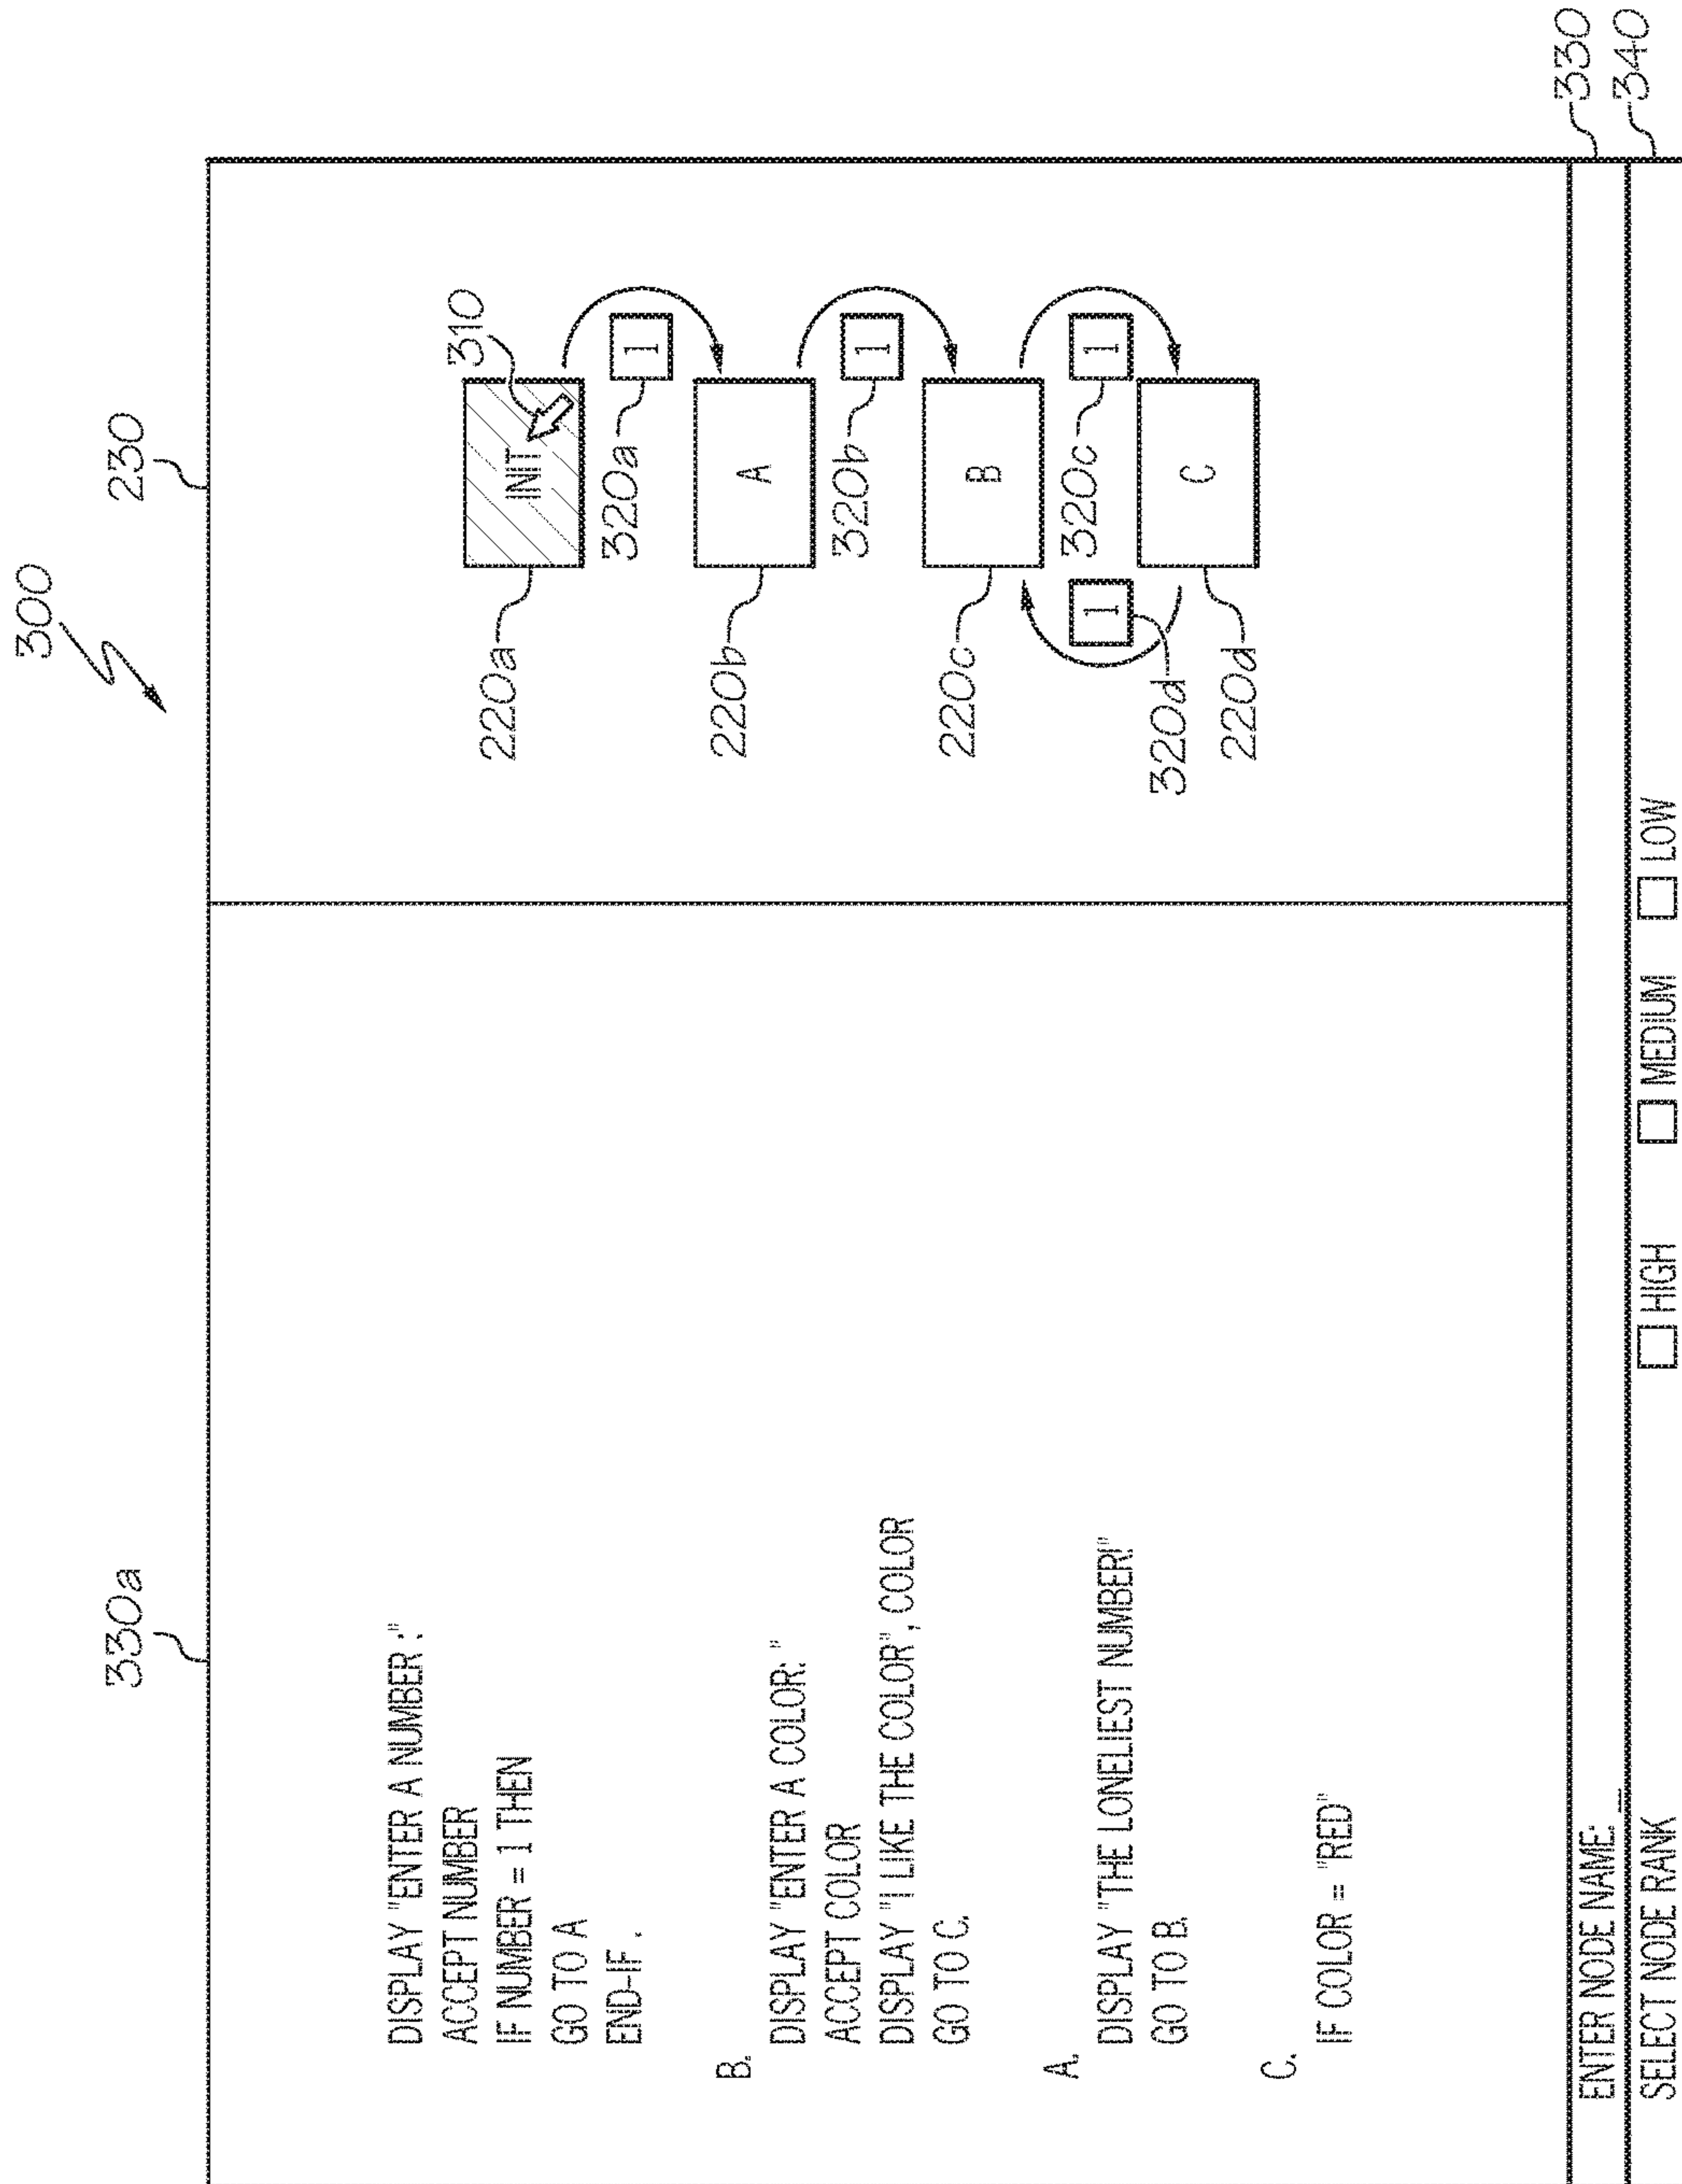 300
330a
230
DISPLAY "ENTER A NUMBER :"
ACCEPT NUMBER
IF NUMBER = 1 THEN
GO TO A
END-IF .
B.
DISPLAY "ENTER A COLOR: "
ACCEPT COLOR
DISPLAY "I LIKE THE COLOR", COLOR
GO TO C.
A.
DISPLAY "THE LONELIEST NUMBER!"
GO TO B.
C.
IF COLOR = "RED"
220a
INIT
310
320a
1
220b
A
320b
1
220c
B
320c
1
320d
1
220d
C
ENTER NODE NAME: _
330
SELECT NODE RANK HIGH MEDIUM LOW
340